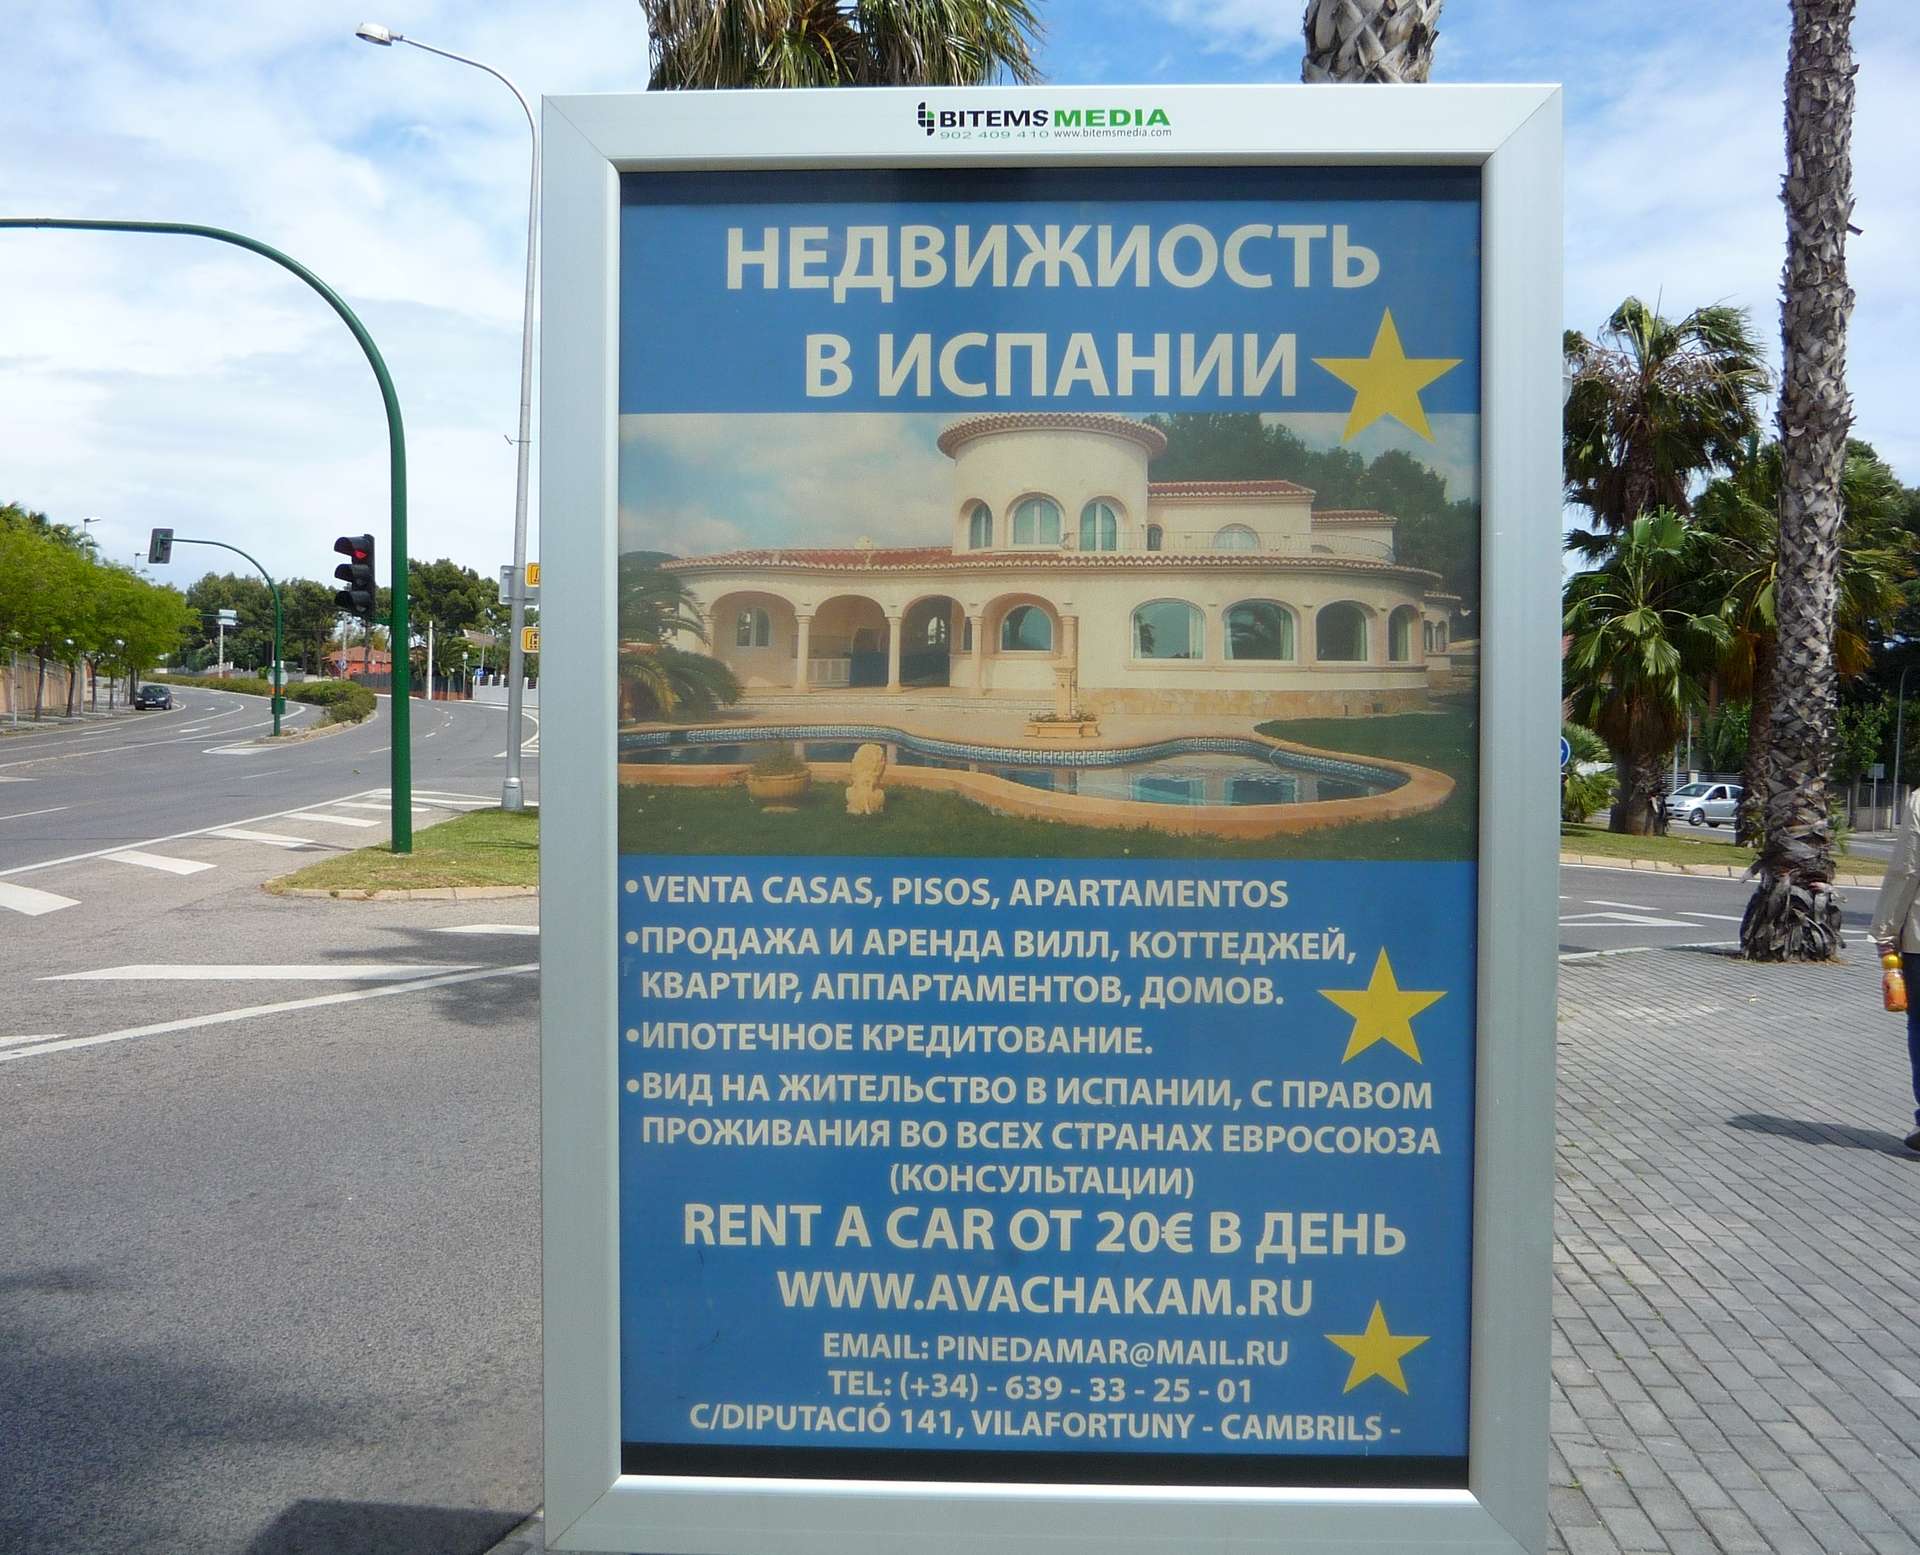 BITEMS MEDIA
902 409 410 www.bitemsmedia.com
НЕДВИЖИОСТЬ
В ИСПАНИИ
•VENTA CASAS, PISOS, APARTAMENTOS
•ПРОДАЖА И АРЕНДА ВИЛЛ, КОТТЕДЖЕЙ,
КВАРТИР, АППАРТАМЕНТОВ, ДОМОВ.
•ИПОТЕЧНОЕ КРЕДИТОВАНИЕ.
•ВИД НА ЖИТЕЛЬСТВО В ИСПАНИИ, С ПРАВОМ
ПРОЖИВАНИЯ ВО ВСЕХ СТРАНАХ ЕВРОСОЮЗА
(КОНСУЛЬТАЦИИ)
RENT A CAR ОТ 20€ В ДЕНЬ
WWW.AVACHAKAM.RU
EMAIL: PINEDAMAR@MAIL.RU
TEL: (+34) - 639 - 33 - 25 - 01
C/DIPUTACIÓ 141, VILAFORTUNY - CAMBRILS -